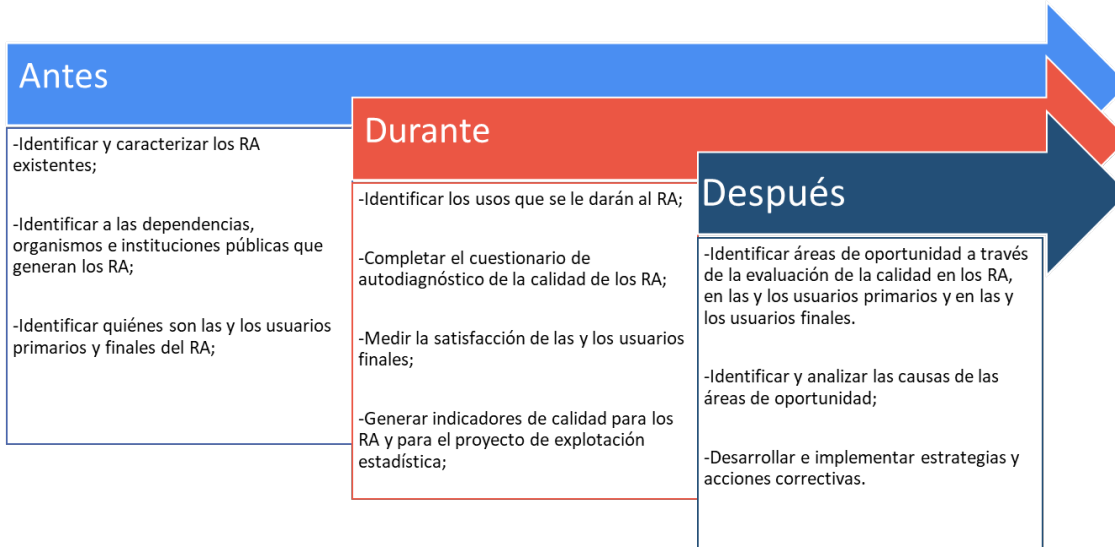 Antes
-Identificar y caracterizar los RA
existentes;
-Identificar a las dependencias,
organismos e instituciones públicas que
generan los RA;
-Identificar quiénes son las y los usuarios
primarios y finales del RA;
Durante
-Identificar los usos que se le darán al RA;
-Completar el cuestionario de
autodiagnóstico de la calidad de los RA;
-Medir la satisfacción de las y los usuarios
finales;
-Generar indicadores de calidad para los
RA y para el proyecto de explotación
estadística;
Después
-Identificar áreas de oportunidad a través
de la evaluación de la calidad en los RA,
en las y los usuarios primarios y en las y
los usuarios finales.
-Identificar y analizar las causas de las
áreas de oportunidad;
-Desarrollar e implementar estrategias y
acciones correctivas.